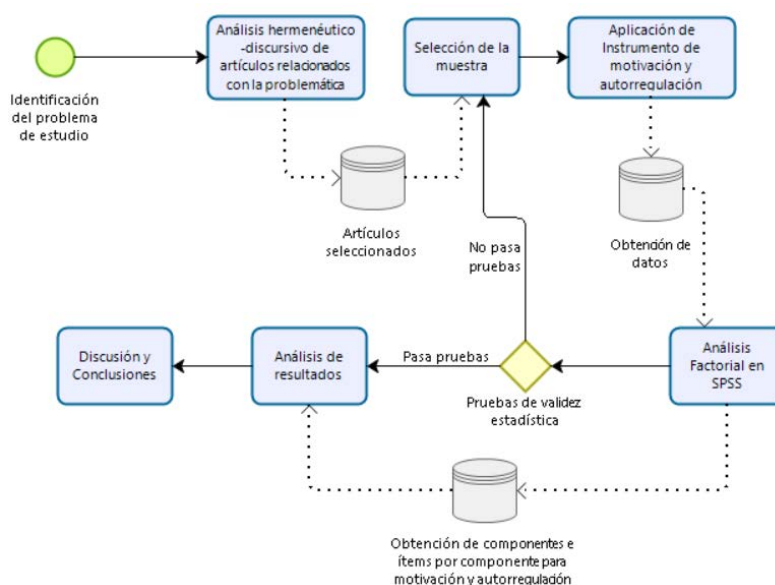 Análisis hermenéutico
-discursivo de
artículos relacionados
con la problemática
Selección de la
muestra
Aplicación de
Instrumento de
motivación y
autorregulación
Identificación
del problema
de estudio
Artículos
seleccionados
No pasa
pruebas
Obtención de
datos
Discusión y
Conclusiones
Análisis de
resultados
Pasa pruebas
Pruebas de validez
estadística
Análisis
Factorial en
SPSS
Obtención de componentes e
ítems por componente para
motivación y autorregulación